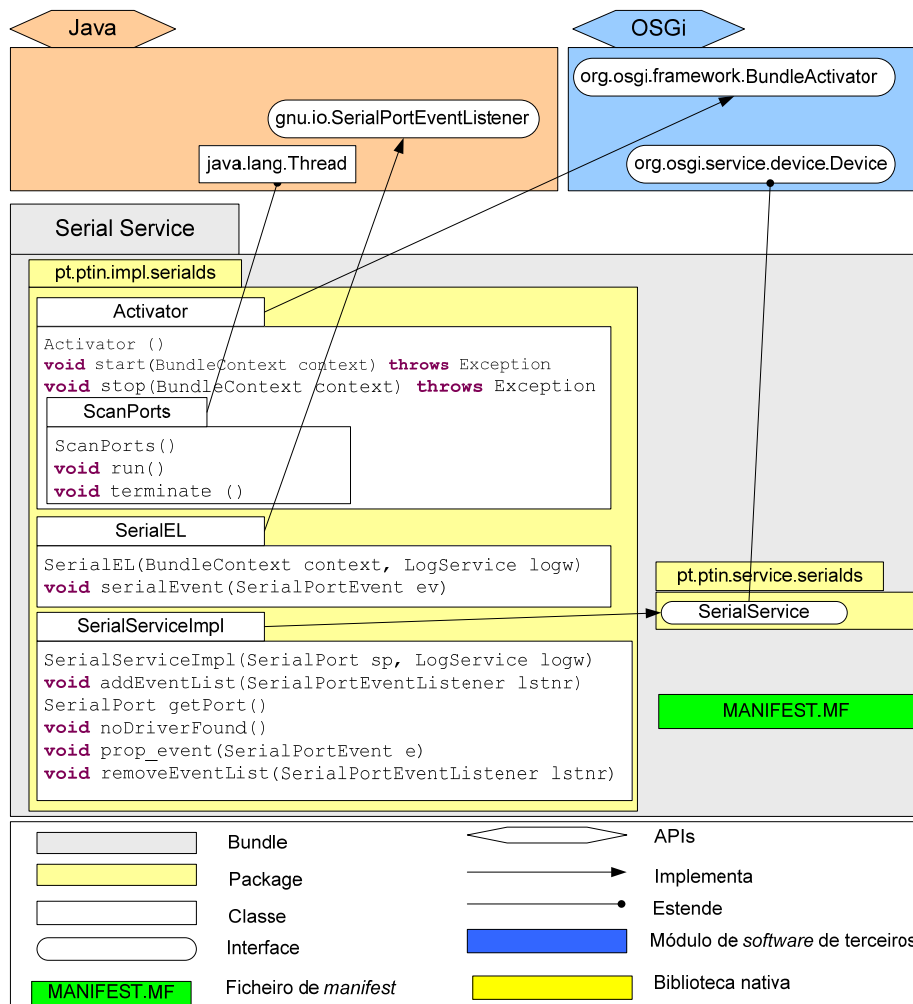 Java
OSGi
org.osgi.framework.BundleActivator
gnu.io.SerialPortEventListener
java.lang.Thread
org.osgi.service.device.Device
Serial Service
pt.ptin.impl.serialds
Activator
Activator ()
void start(BundleContext context) throws Exception
void stop(BundleContext context) throws Exception
ScanPorts
ScanPorts()
void run()
void terminate ()
SerialEL
SerialEL(BundleContext context, LogService logw)
void serialEvent(SerialPortEvent ev)
pt.ptin.service.serialds
SerialService
SerialServiceImpl
SerialServiceImpl(SerialPort sp, LogService logw)
void addEventList(SerialPortEventListener lstnr)
SerialPort getPort()
void noDriverFound()
void prop_event(SerialPortEvent e)
void removeEventList(SerialPortEventListener lstnr)
MANIFEST.MF
Bundle
Package
Classe
Interface
MANIFEST.MF
Ficheiro de manifest
APIs
Implementa
Estende
Módulo de software de terceiros
Biblioteca nativa